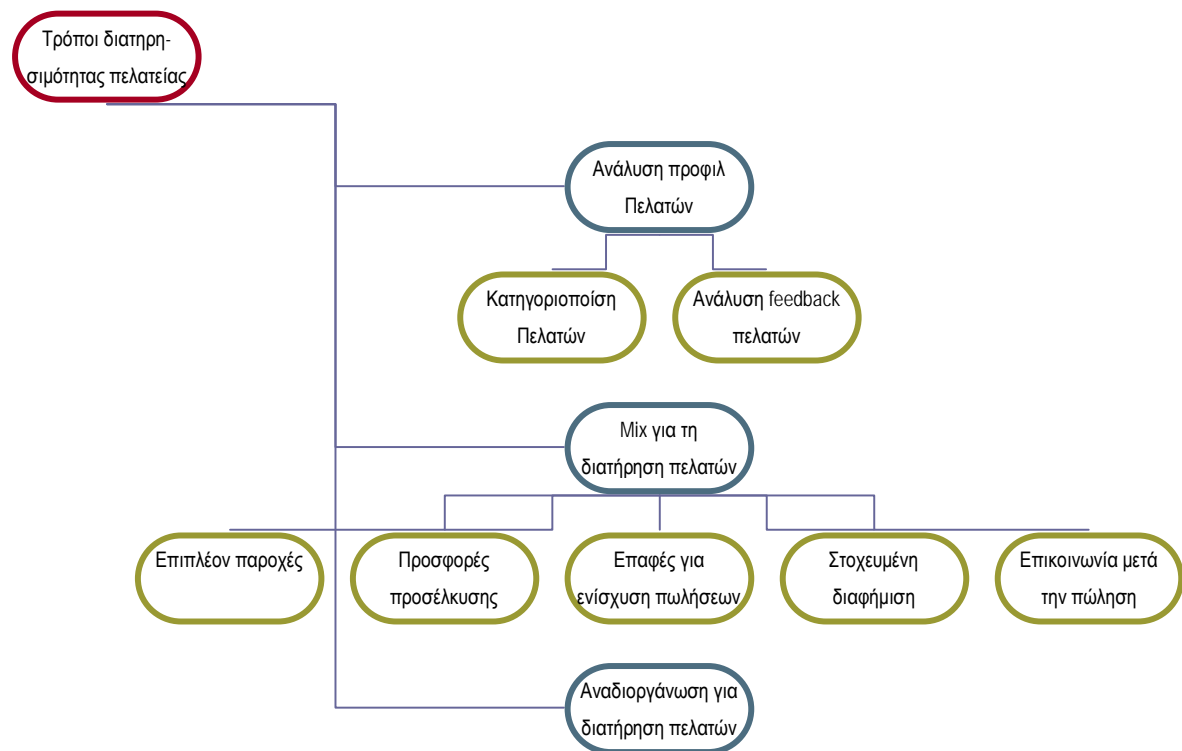 Τρόποι διατηρη-
σιμότητας πελατείας
Ανάλυση προφιλ
Πελατών
Κατηγοριοποίση
Πελατών
Ανάλυση feedback
πελατών
Mix για τη
διατήρηση πελατών
Επιπλέον παροχές
Προσφορές
προσέλκυσης
Επαφές για
ενίσχυση πωλήσεων
Στοχευμένη
διαφήμιση
Επικοινωνία μετά
την πώληση
Αναδιοργάνωση για
διατήρηση πελατών